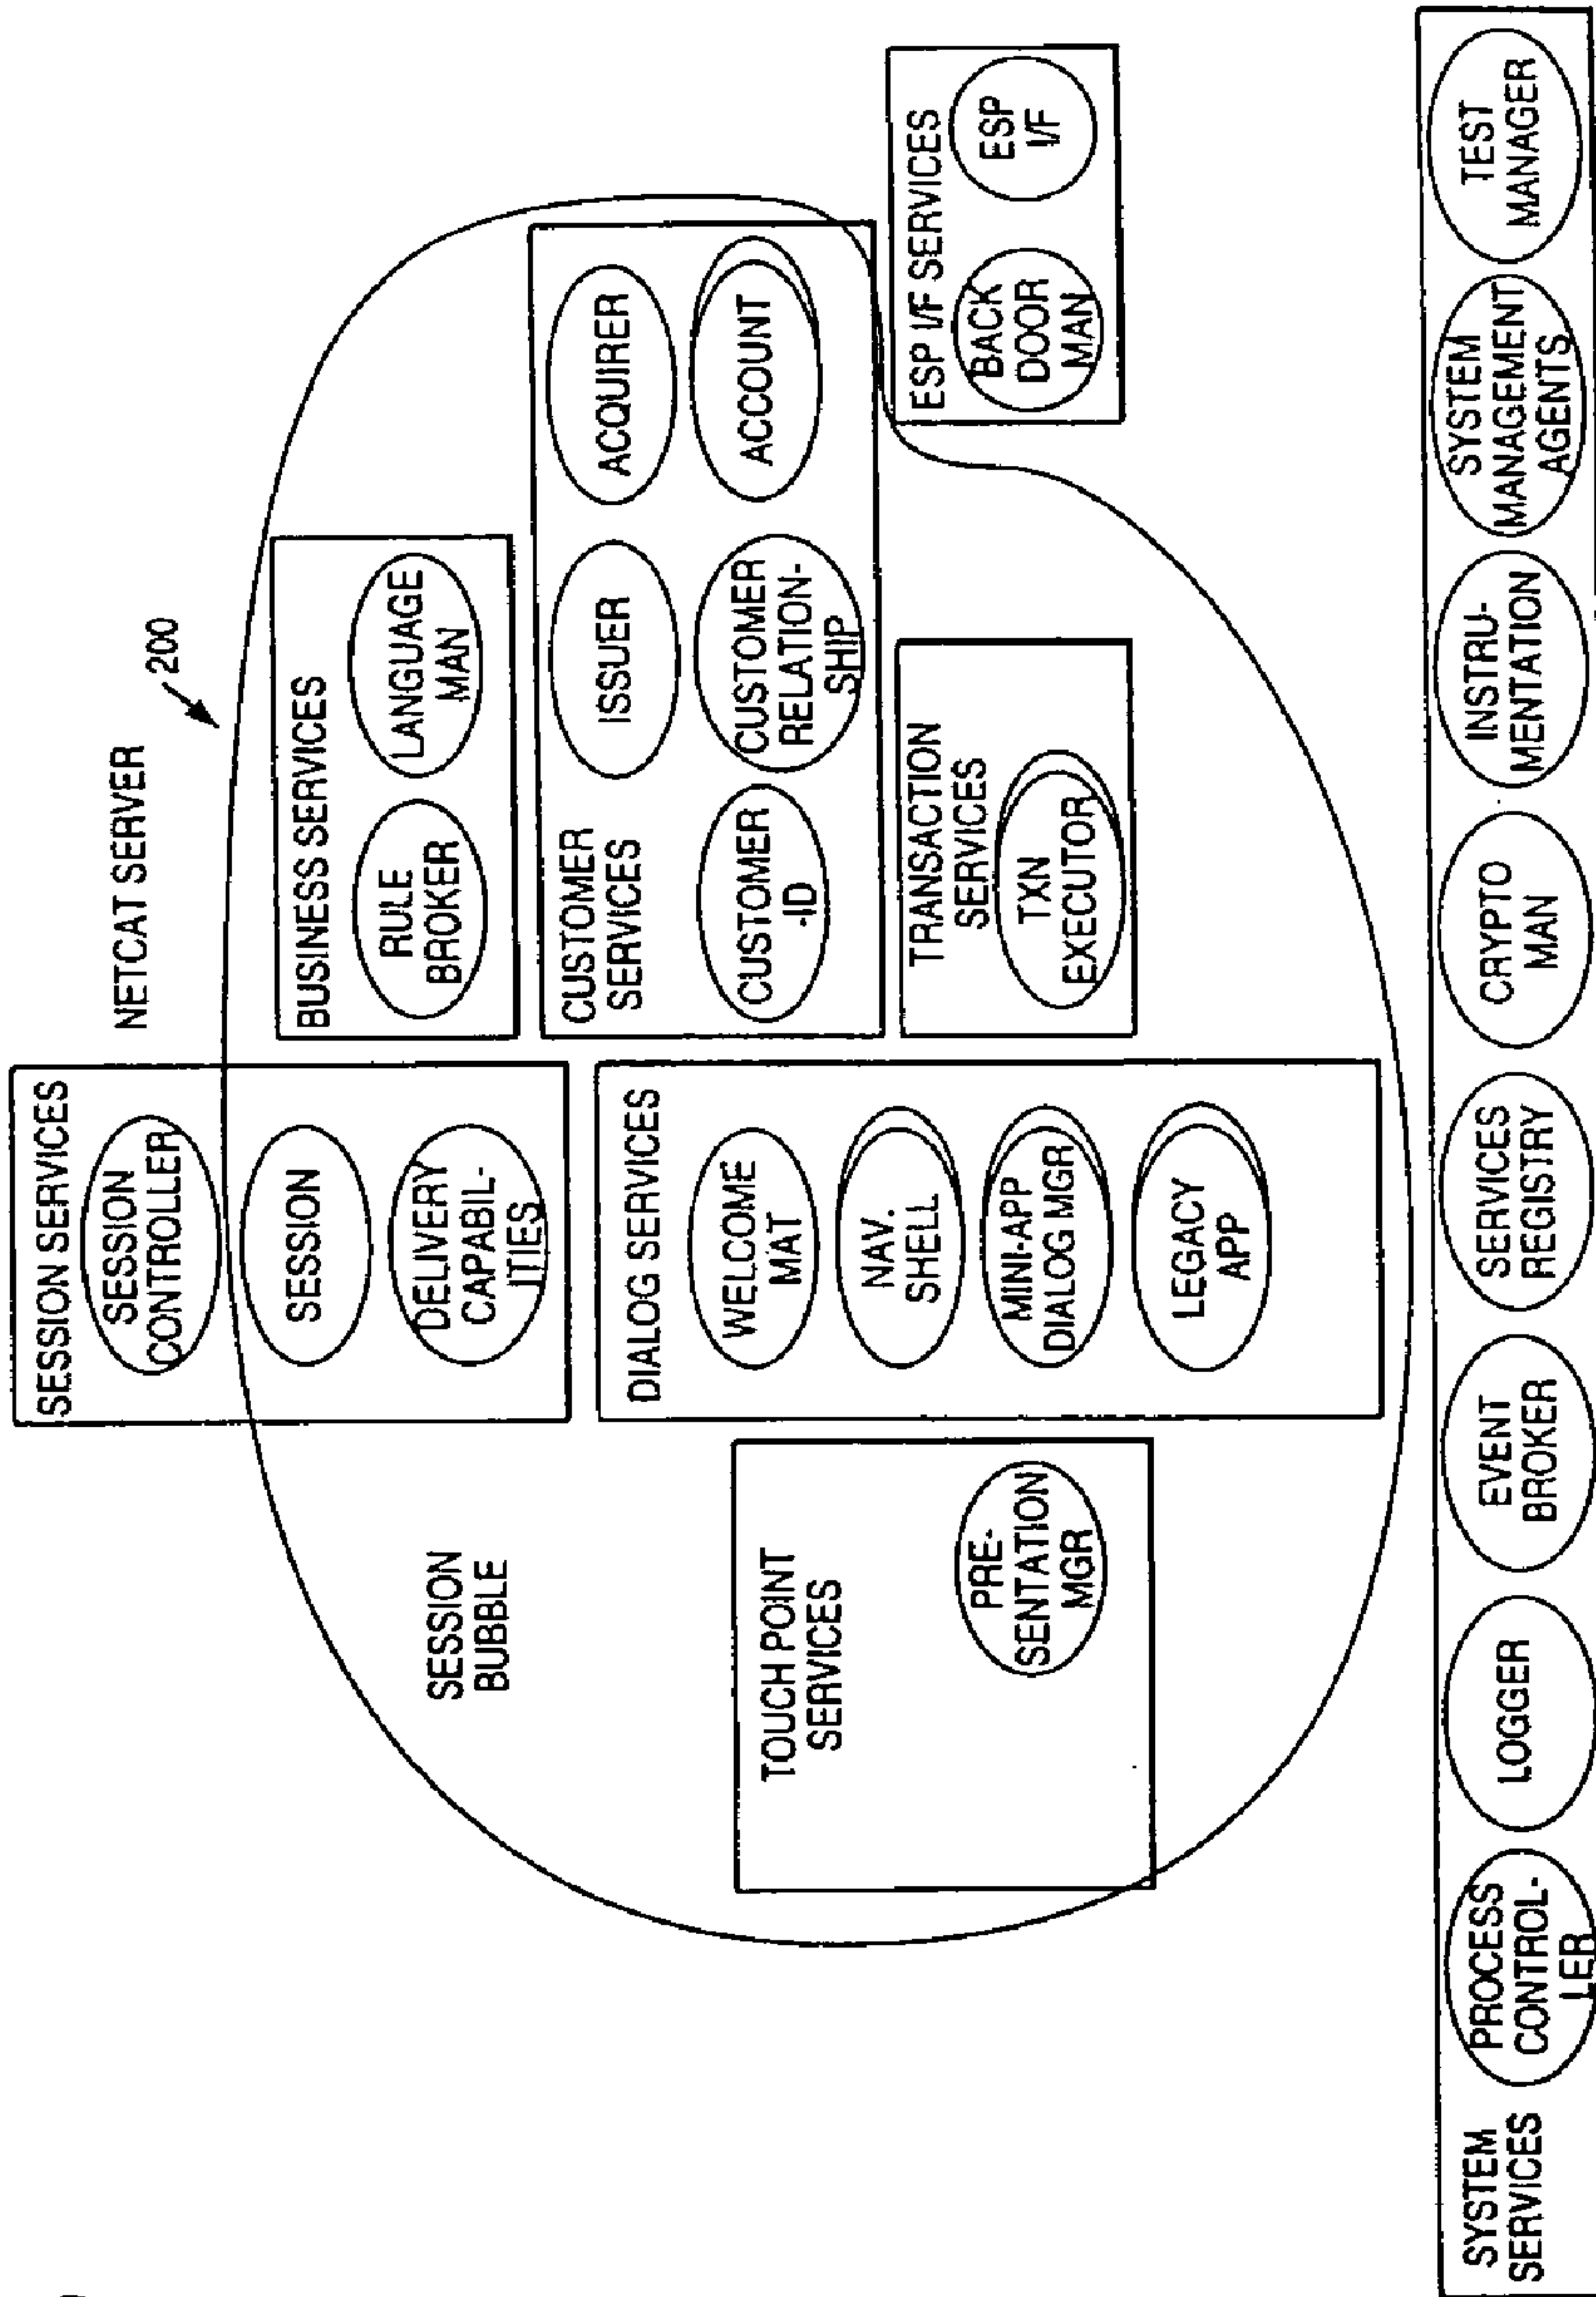 NETCAT SERVER
200
SESSION SERVICES
SESSION
CONTROLLER
SESSION
DELIVERY
CAPABIL-
ITIES
BUSINESS SERVICES
RULE
BROKER
LANGUAGE
MAN
SESSION
BUBBLE
CUSTOMER
SERVICES
ISSUER
ACQUIRER
CUSTOMER
-ID
CUSTOMER
RELATION-
SHIP
ACCOUNT
DIALOG SERVICES
WELCOME
MAT
NAV.
SHELL
MINI-APP
DIALOG MGR
LEGACY
APP
TOUCH POINT
SERVICES
PRE-
SENTATION
MGR
TRANSACTION
SERVICES
TXN
EXECUTOR
ESP I/F SERVICES
BACK
DOOR
MAN
ESP
I/F
SYSTEM
SERVICES
PROCESS
CONTROL-
LER
LOGGER
EVENT
BROKER
SERVICES
REGISTRY
CRYPTO
MAN
INSTRU-
MENTATION
SYSTEM
MANAGEMENT
AGENTS
TEST
MANAGER